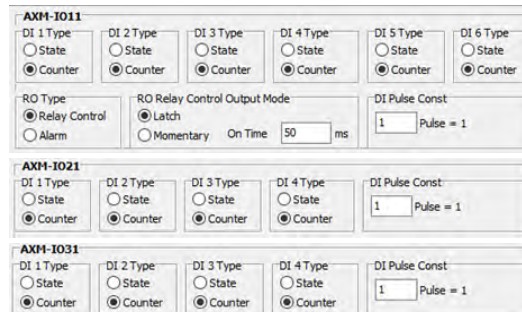 AXM-IO11
DI 1 Type DI 2 Type DI 3 Type DI 4 Type DI 5 Type DI 6 Type
State State State State State State
Counter Counter Counter Counter Counter Counter
RO Type RO Relay Control Output Mode DI Pulse Const
Relay Control Latch 1 Pulse = 1
Alarm Momentary On Time 50 ms
AXM-IO21
DI 1 Type DI 2 Type DI 3 Type DI 4 Type DI Pulse Const
State State State State 1 Pulse = 1
Counter Counter Counter Counter
AXM-IO31
DI 1 Type DI 2 Type DI 3 Type DI 4 Type DI Pulse Const
State State State State 1 Pulse = 1
Counter Counter Counter Counter